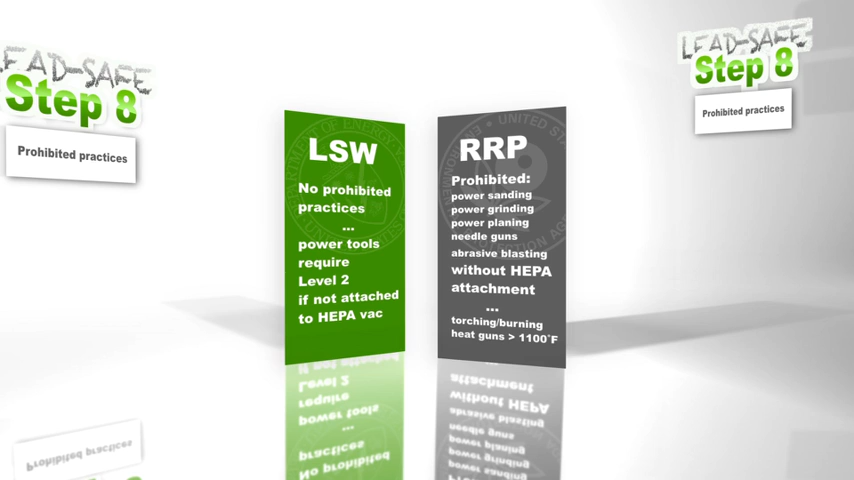 LEAD-SAFE
Step 8
Prohibited practices
LEAD-SAFE
Step 8
Prohibited practices
LSW
No prohibited
practices
...
power tools
require
Level 2
if not attached
to HEPA vac
RRP
Prohibited:
power sanding
power grinding
power planing
needle guns
abrasive blasting
without HEPA
attachment
...
torching/burning
heat guns > 1100°F